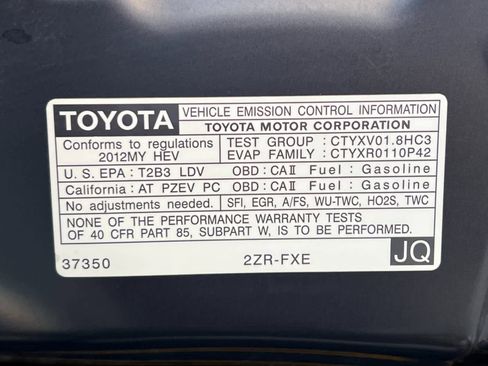 TOYOTA
VEHICLE EMISSION CONTROL INFORMATION
TOYOTA MOTOR CORPORATION
Conforms to regulations
2012MY HEV
TEST GROUP : CTYXV01.8HC3
EVAP FAMILY : CTYXR0110P42
U. S. EPA : T2B3 LDV OBD: CAⅡ Fuel : Gasoline
California: AT PZEV PC OBD: CAⅡ Fuel : Gasoline
No adjustments needed. SFI, EGR, A/FS, WU-TWC, HO2S, TWC
NONE OF THE PERFORMANCE WARRANTY TESTS
OF 40 CFR PART 85, SUBPART W, IS TO BE PERFORMED.
37350 2ZR-FXE JQ